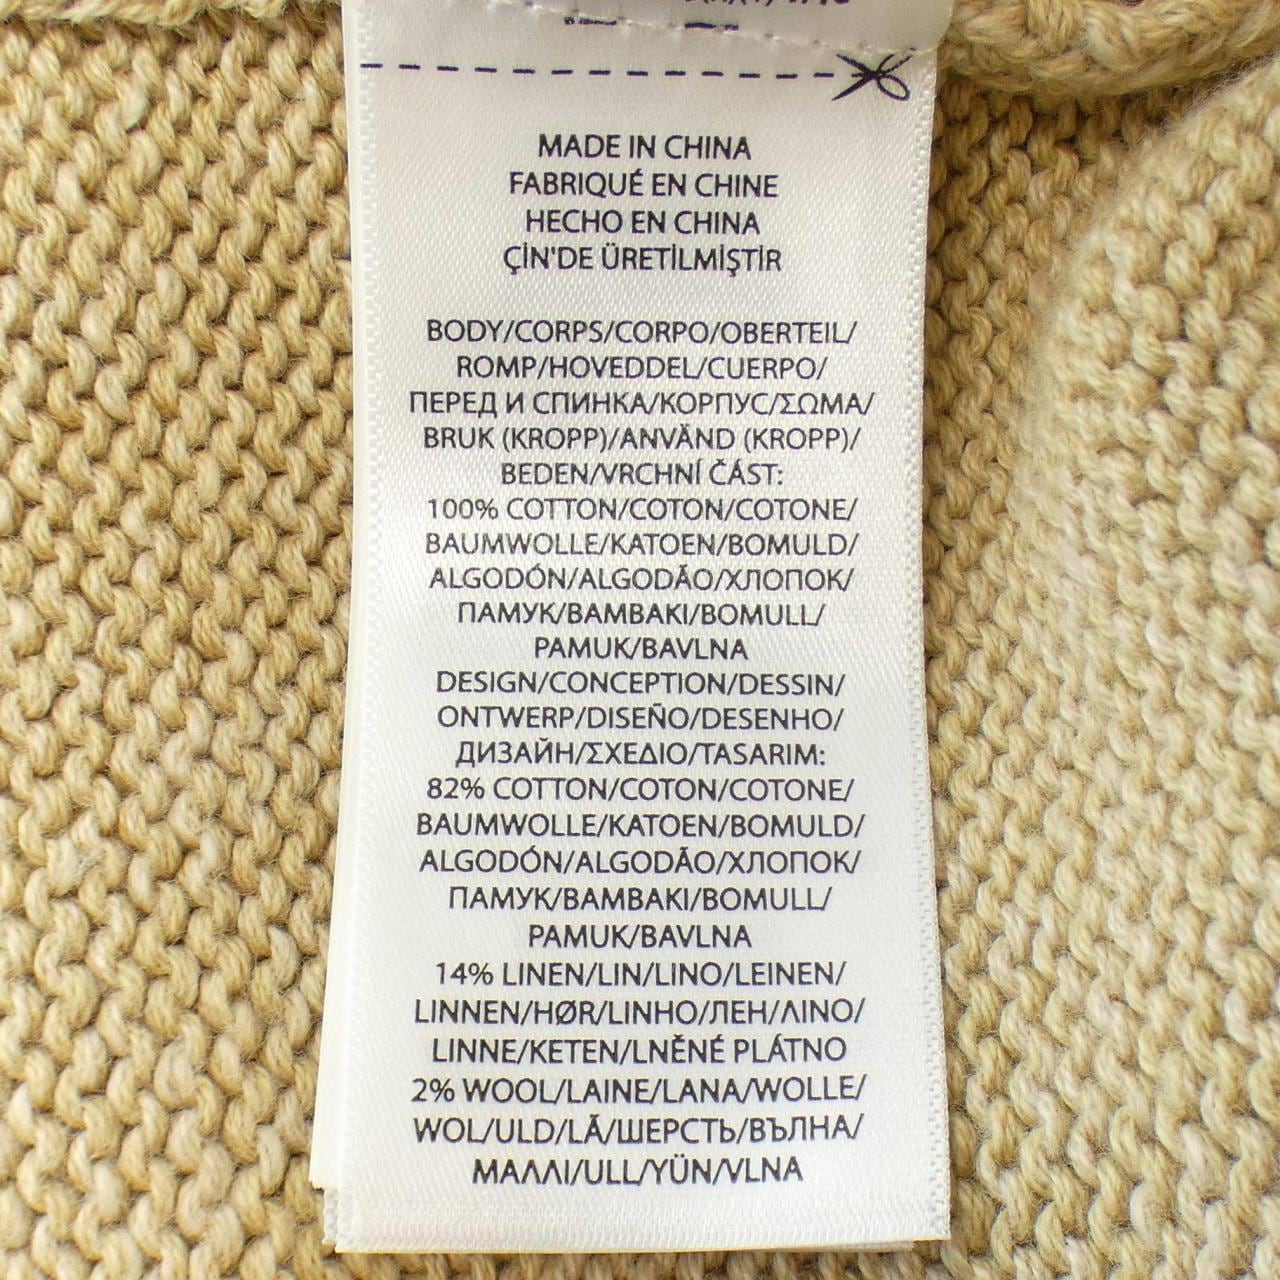 MADE IN CHINA
FABRIQUÉ EN CHINE
HECHO EN CHINA
ÇİN'DE ÜRETİLMİŞTİR
BODY/CORPS/CORPO/OBERTEIL/
ROMP/HOVEDDEL/CUERPO/
ПЕРЕД И СПИНКА/КОРПУС/ΣΩΜΑ/
BRUK (KROPP)/ANVÄND (KROPP)/
BEDEN/VRCHNÍ ČÁST:
100% COTTON/COTON/COTONE/
BAUMWOLLE/KATOEN/BOMULD/
ALGODÓN/ALGODÃO/ХЛОПОК/
ПАМУК/ΒΑΜΒΑΚΙ/BOMULL/
PAMUK/BAVLNA
DESIGN/CONCEPTION/DESSIN/
ONTWERP/DISEÑO/DESENHO/
ДИЗАЙН/ΣΧΕΔΙΟ/TASARIM:
82% COTTON/COTON/COTONE/
BAUMWOLLE/KATOEN/BOMULD/
ALGODÓN/ALGODÃO/ХЛОПОК/
ПАМУК/ΒΑΜΒΑΚΙ/BOMULL/
PAMUK/BAVLNA
14% LINEN/LIN/LINO/LEINEN/
LINNEN/HØR/LINHO/ЛЕН/ΛΙΝΟ/
LINNE/KETEN/LNĚNÉ PLÁTNO
2% WOOL/LAINE/LANA/WOLLE/
WOL/ULD/LÃ/ШЕРСТЬ/ВЪЛНА/
ΜΑΛΛΙ/ULL/YÜN/VLNA